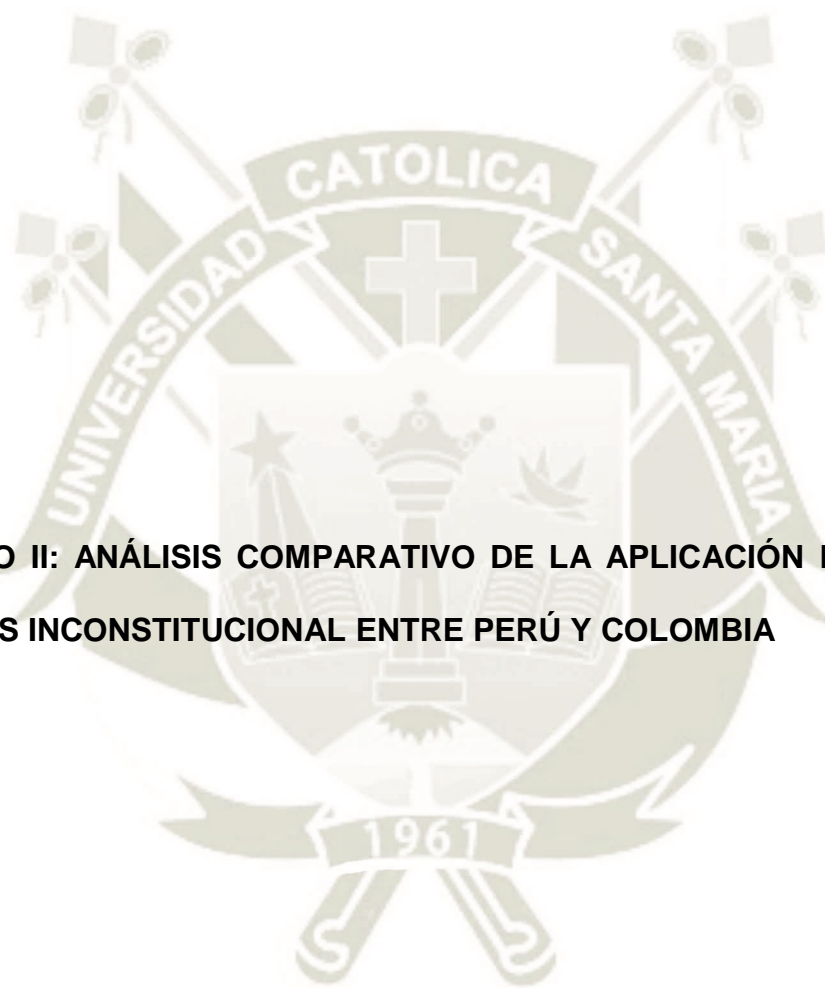 UNIVERSIDAD CATOLICA SANTA MARIA
O II: ANÁLISIS COMPARATIVO DE LA APLICACIÓN
S INCONSTITUCIONAL ENTRE PERÚ Y COLOMBIA
1961